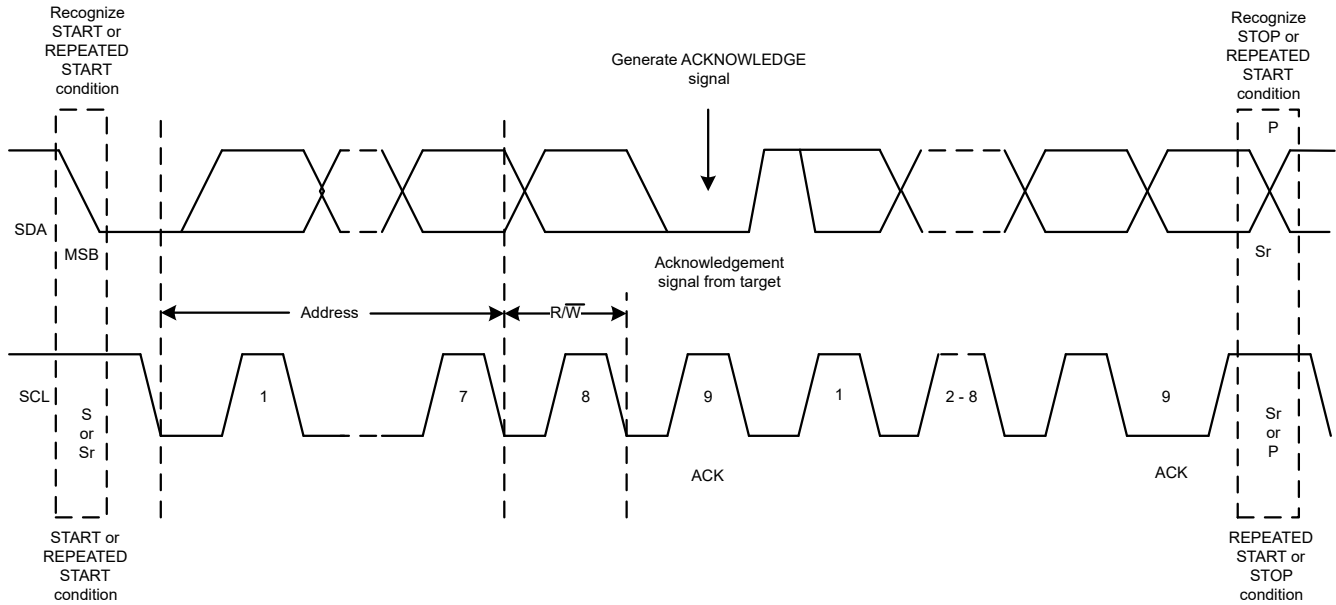 Recognize
START or
REPEATED
START
condition
Generate ACKNOWLEDGE
signal
Recognize
STOP or
REPEATED
START
condition
P
SDA
MSB
Acknowledgement
signal from target
Sr
Address
R/W̅
SCL
S
or
Sr
1
7
8
9
1
2 - 8
9
Sr
or
P
ACK
ACK
START or
REPEATED
START
condition
REPEATED
START or
STOP
condition